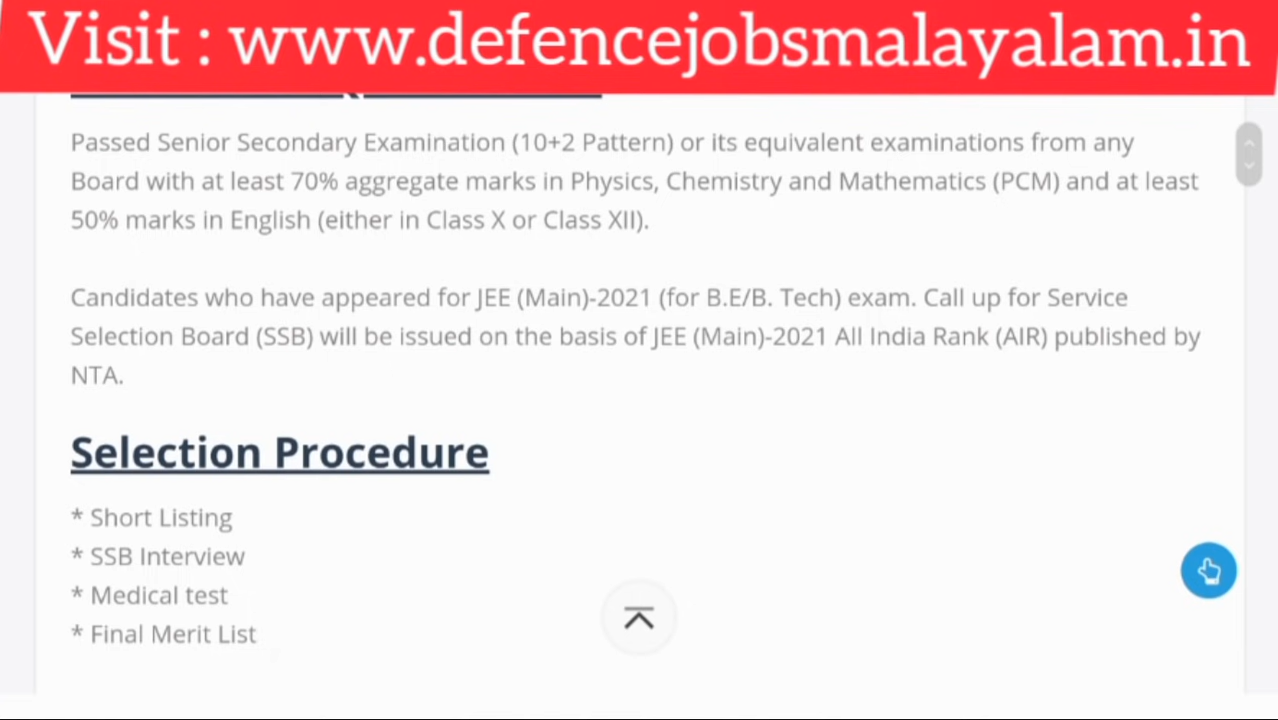 Visit : www.defencejobsmalayalam.in
Passed Senior Secondary Examination (10+2 Pattern) or its equivalent examinations from any
Board with at least 70% aggregate marks in Physics, Chemistry and Mathematics (PCM) and at least
50% marks in English (either in Class X or Class XII).
Candidates who have appeared for JEE (Main)-2021 (for B.E/B. Tech) exam. Call up for Service
Selection Board (SSB) will be issued on the basis of JEE (Main)-2021 All India Rank (AIR) published by
NTA.
Selection Procedure
* Short Listing
* SSB Interview
* Medical test
* Final Merit List